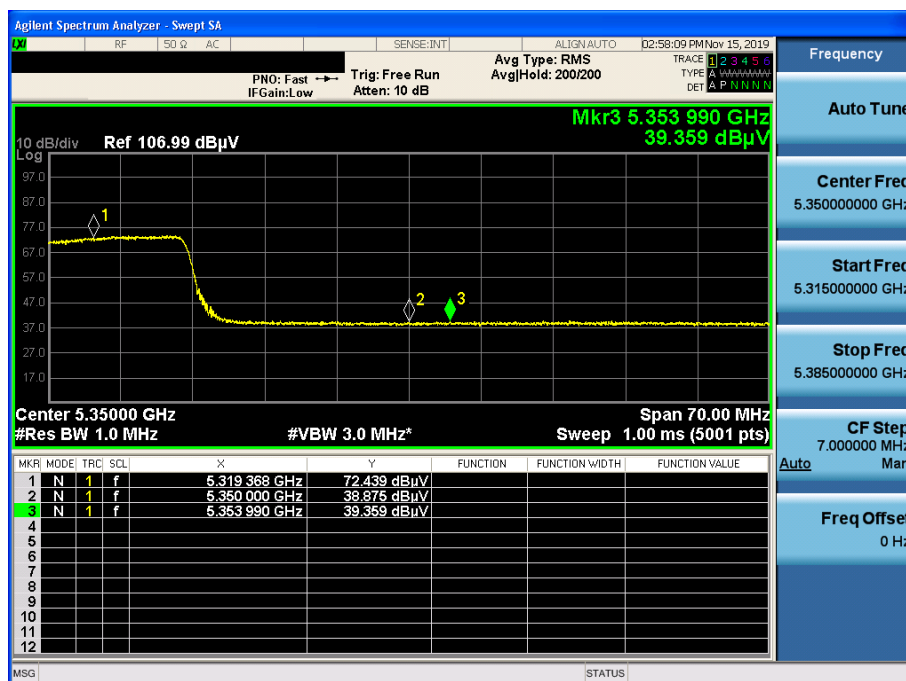 Agilent Spectrum Analyzer - Swept SA
LXI RF 50 Ω AC SENSE:INT ALIGN AUTO 02:58:09 PM Nov 15, 2019
Avg Type: RMS
Avg|Hold: 200/200
TRACE 1 2 3 4 5 6
TYPE A WWWWW
DET A P N N N N
PNO: Fast
IFGain:Low
Trig: Free Run
Atten: 10 dB
Mkr3 5.353 990 GHz
39.359 dBµV
10 dB/div
Log
Ref 106.99 dBµV
97.0
87.0
77.0
67.0
57.0
47.0
37.0
27.0
17.0
1
2
3
Center 5.35000 GHz
Span 70.00 MHz
#Res BW 1.0 MHz
#VBW 3.0 MHz*
Sweep 1.00 ms (5001 pts)
MKR MODE TRC SCL X Y FUNCTION FUNCTION WIDTH FUNCTION VALUE
1 N 1 f 5.319 368 GHz 72.439 dBµV
2 N 1 f 5.350 000 GHz 38.875 dBµV
3 N 1 f 5.353 990 GHz 39.359 dBµV
4
5
6
7
8
9
10
11
12
MSG
STATUS
Frequency
Auto Tune
Center Freq
5.350000000 GHz
Start Freq
5.315000000 GHz
Stop Freq
5.385000000 GHz
CF Step
7.000000 MHz
Auto Man
Freq Offset
0 Hz